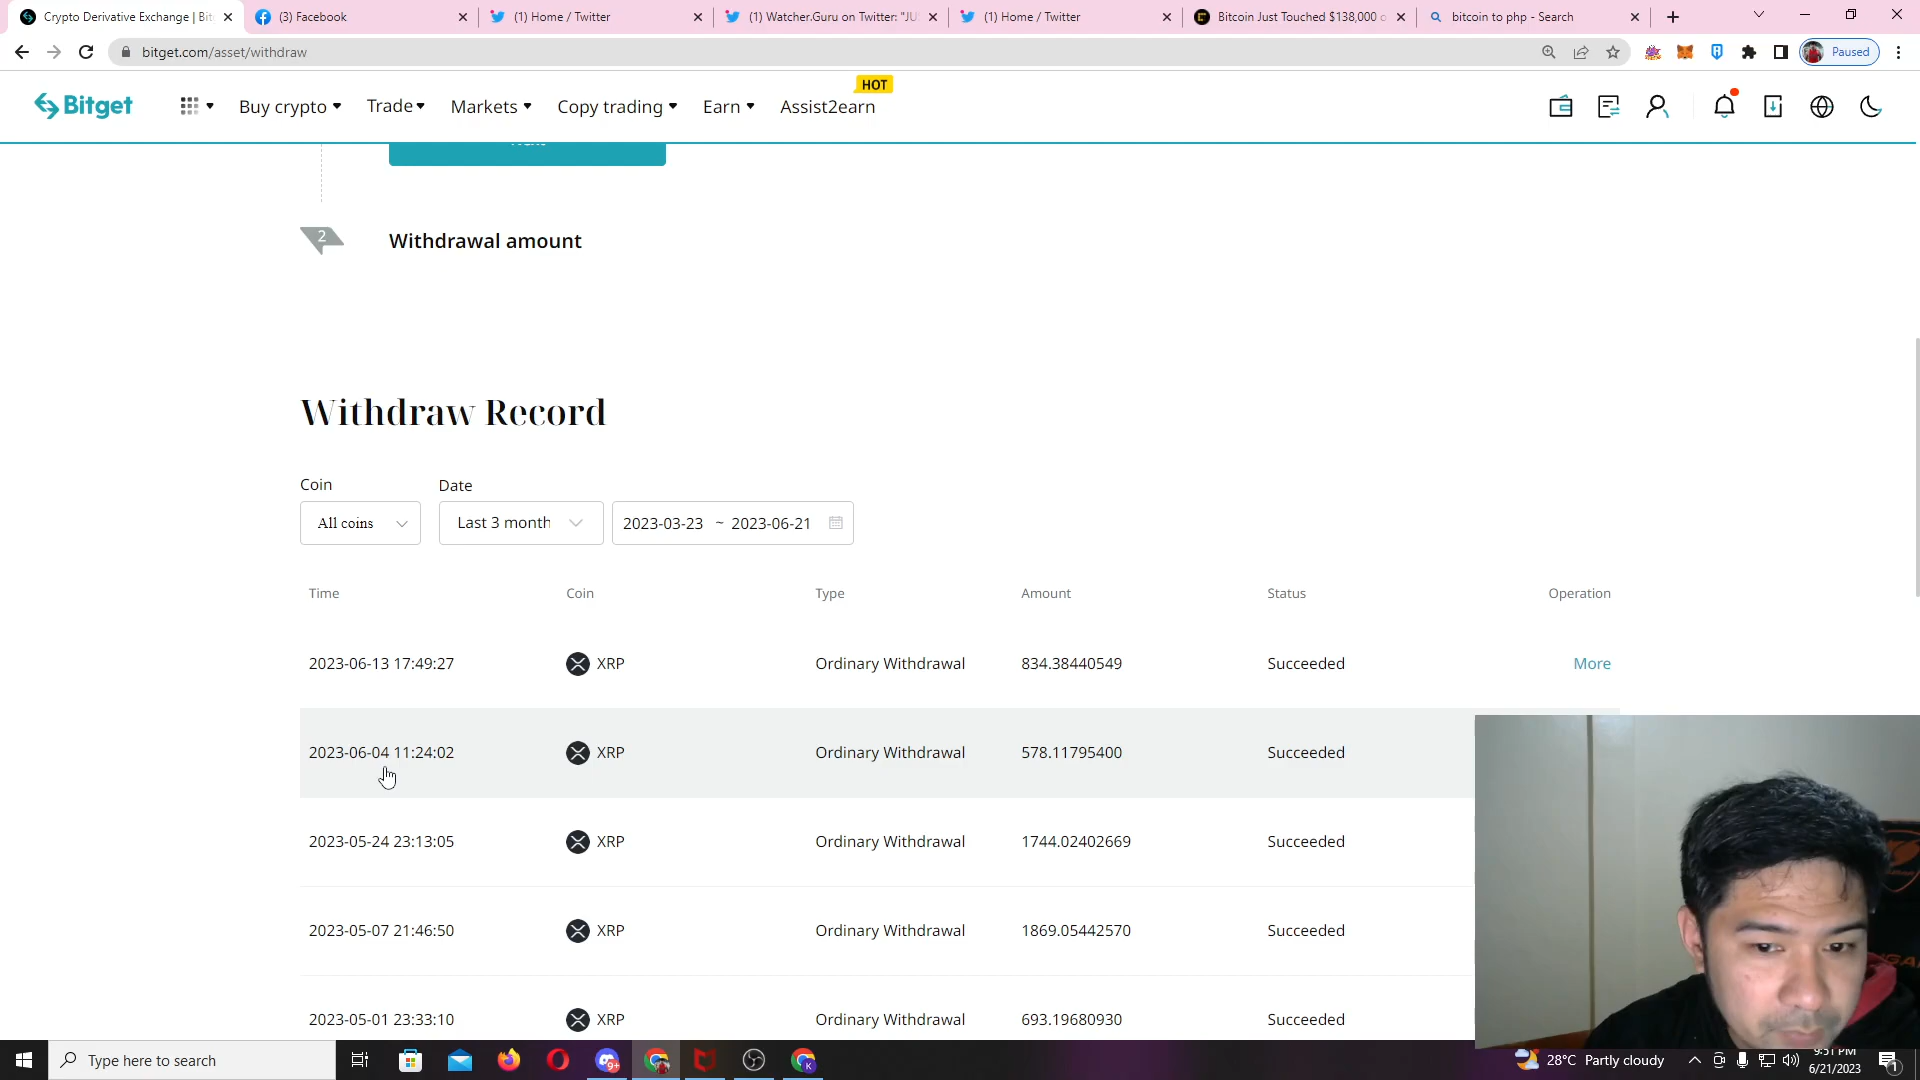 Crypto Derivative Exchange | Bit
(3) Facebook
(1) Home / Twitter
(1) Watcher.Guru on Twitter: "JU
(1) Home / Twitter
Bitcoin Just Touched $138,000 o
bitcoin to php - Search
bitget.com/asset/withdraw
Paused
Bitget
Buy crypto
Trade
Markets
Copy trading
Earn
Assist2earn
HOT
2
Withdrawal amount
Withdraw Record
Coin
Date
All coins
Last 3 month
2023-03-23 ~ 2023-06-21
Time Coin Type Amount Status Operation
2023-06-13 17:49:27 XRP Ordinary Withdrawal 834.38440549 Succeeded More
2023-06-04 11:24:02 XRP Ordinary Withdrawal 578.11795400 Succeeded
2023-05-24 23:13:05 XRP Ordinary Withdrawal 1744.02402669 Succeeded
2023-05-07 21:46:50 XRP Ordinary Withdrawal 1869.05442570 Succeeded
2023-05-01 23:33:10 XRP Ordinary Withdrawal 693.19680930 Succeeded
Type here to search
9+
K
28°C Partly cloudy
9:51 PM
6/21/2023
1